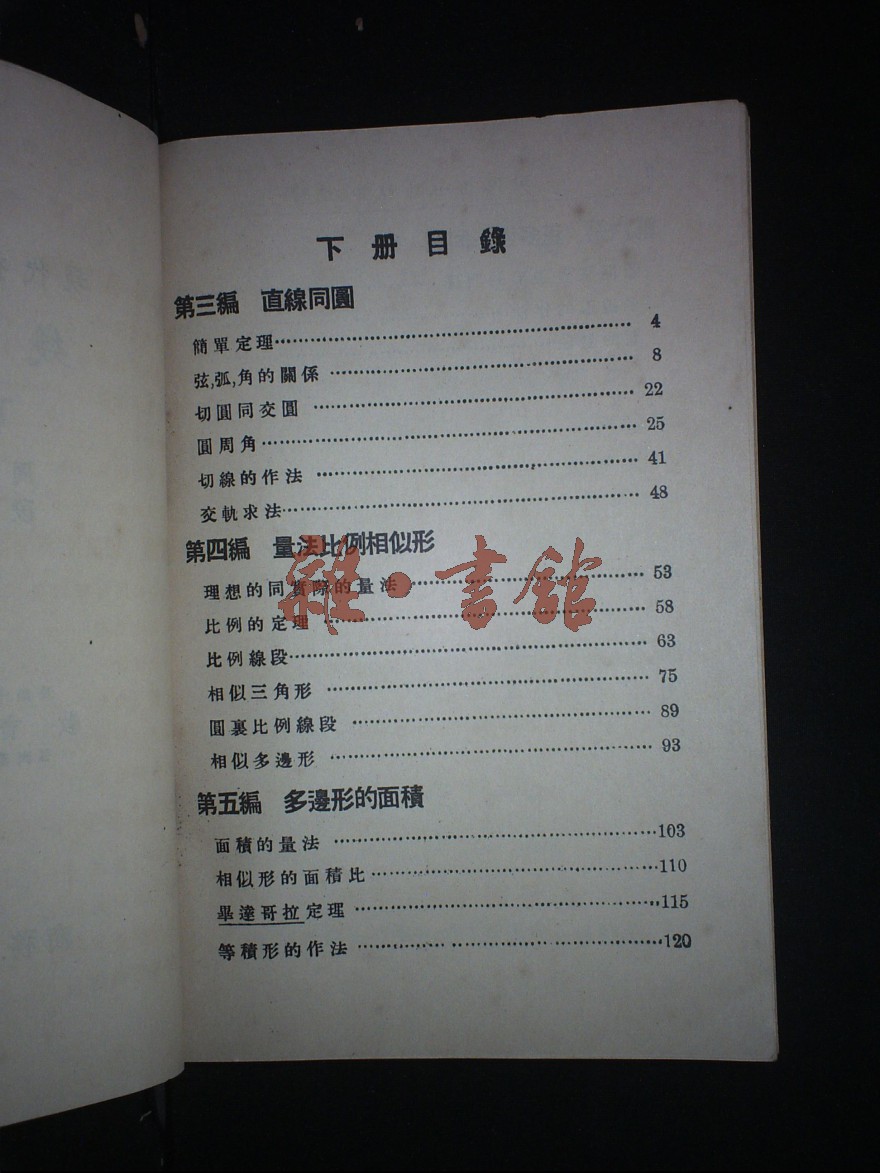 下册目錄
第三編 直線同圓
簡單定理 4
弦,弧,角的關係 8
切圓同交圓 22
圓周角 25
切線的作法 41
交軌求法 48
第四編 量法比例相似形
理想的同實際的量法 53
比例的定理 58
比例線段 63
相似三角形 75
圓裏比例線段 89
相似多邊形 93
第五編 多邊形的面積
面積的量法 103
相似形的面積比 110
畢達哥拉定理 115
等積形的作法 120
雜·書館